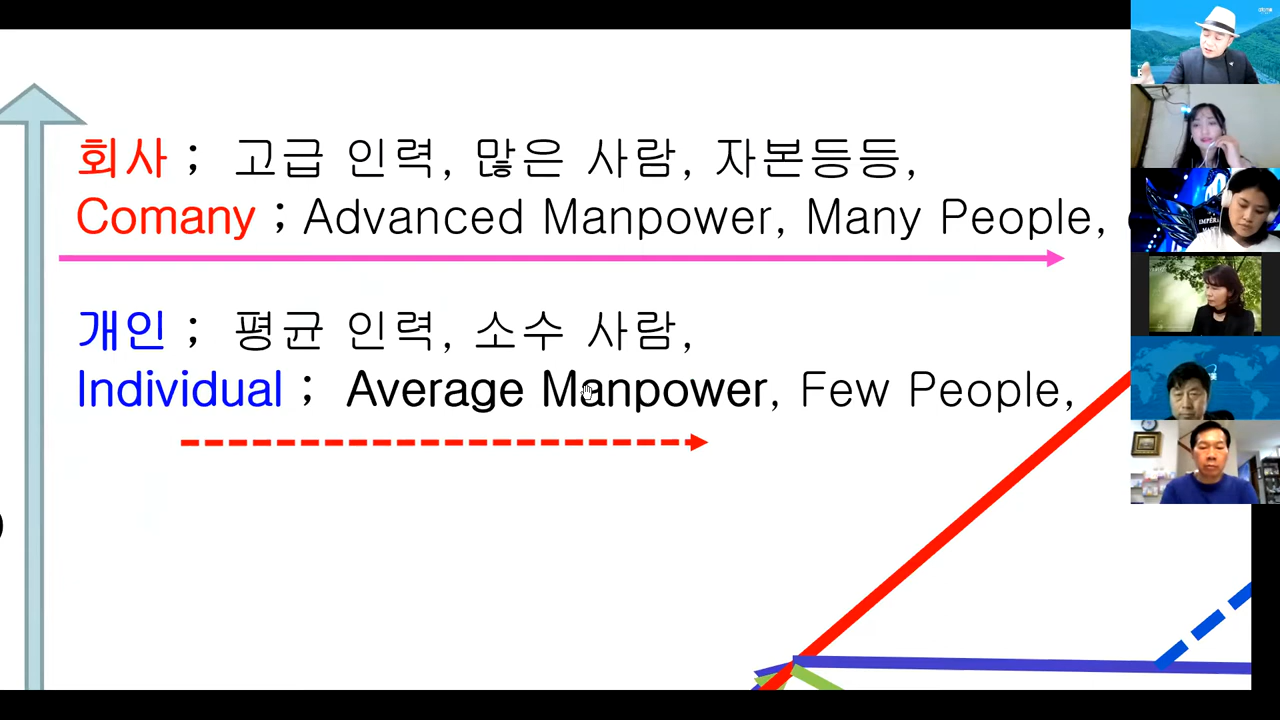 회사 ; 고급 인력, 많은 사람, 자본등등,
Comany ; Advanced Manpower, Many People,
개인 ; 평균 인력, 소수 사람,
Individual ; Average Manpower, Few People,
)